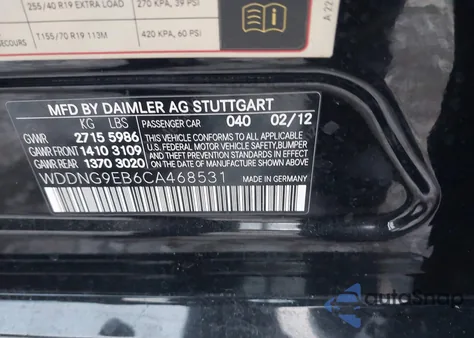 255/40 R19 EXTRA LOAD 270 KPA, 39 PSI
SECOURS T155/70 R19 113M 420 KPA, 60 PSI
A 22
MFD BY DAIMLER AG STUTTGART
KG LBS PASSENGER CAR 040 02/12
GVWR 2715 5986 THIS VEHICLE CONFORMS TO ALL APPLICABLE
GAWR FRONT 1410 3109 U.S. FEDERAL MOTOR VEHICLE SAFETY, BUMPER
GAWR REAR 1370 3020 AND THEFT PREVENTION STANDARDS IN EFFECT
ON THE DATE OF MANUFACTURE SHOWN ABOVE
WDDNG9EB6CA468531 MADE IN GERMANY
autoSnap